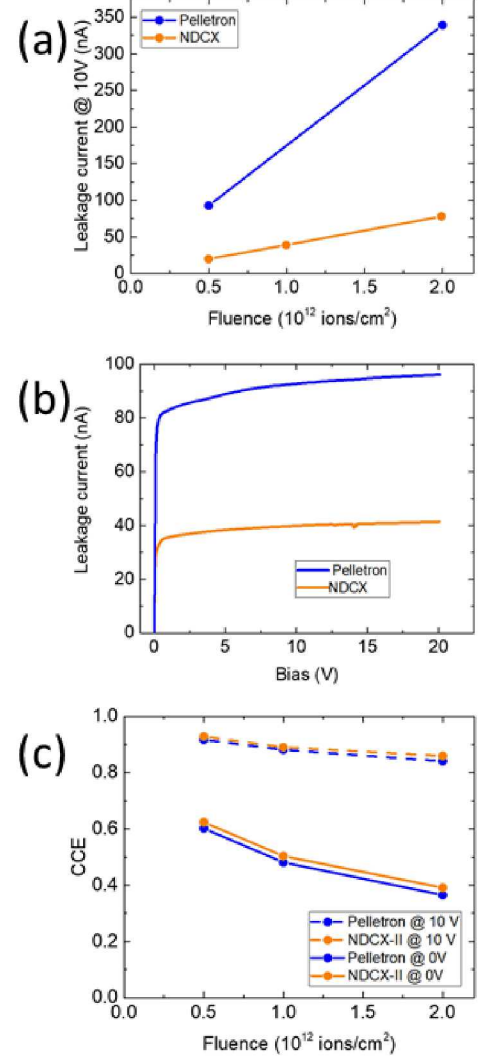 (a)
Leakage current @ 10V (nA)
350
300
250
200
150
100
50
0
Pelletron
NDCX
0.0
0.5
1.0
1.5
2.0
Fluence (10¹² ions/cm²)
(b)
Leakage current (nA)
100
80
60
40
20
0
Pelletron
NDCX
0
5
10
15
20
Bias (V)
(c)
CCE
1.0
0.8
0.6
0.4
0.2
0.0
Pelletron @ 10 V
NDCX-II @ 10 V
Pelletron @ 0V
NDCX-II @ 0V
0.0
0.5
1.0
1.5
2.0
Fluence (10¹² ions/cm²)